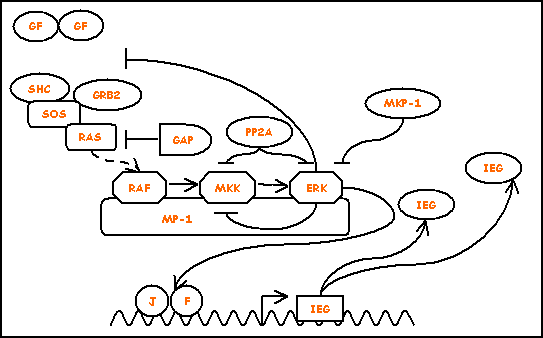 GF GF
SHC
GRB2
SOS
MKP-1
RAS
GAP
PP2A
IEG
RAF
MKK
ERK
IEG
MP-1
J F
IEG